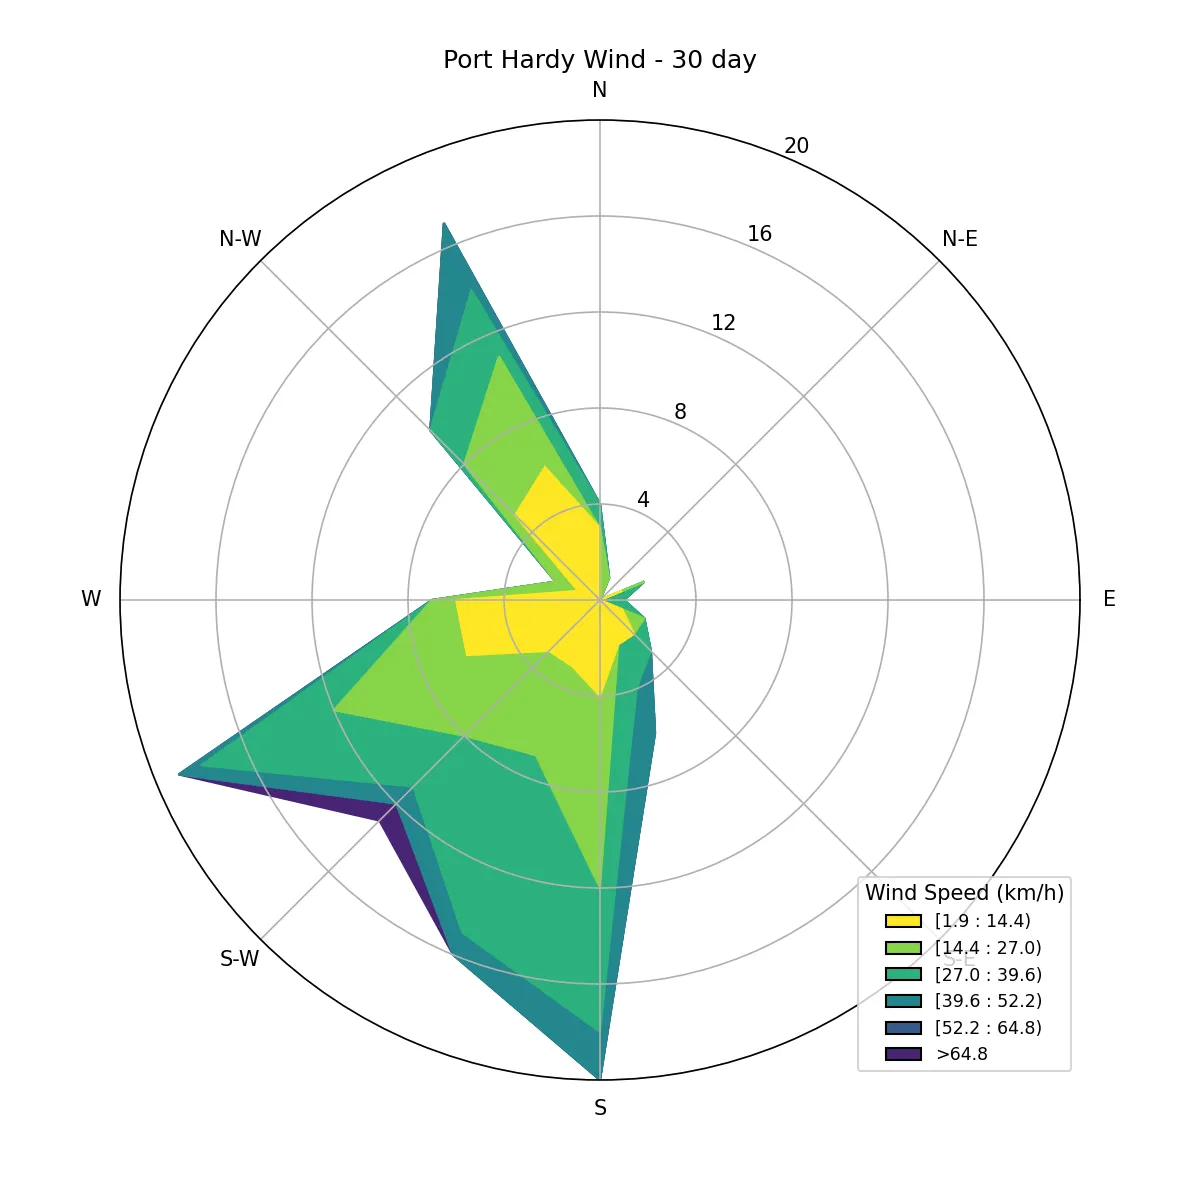 Port Hardy Wind - 30 day
N
20
N-W
N-E
16
12
8
4
W
E
Wind Speed (km/h)
[1.9 : 14.4)
[14.4 : 27.0)
S-W
S-E
[27.0 : 39.6)
[39.6 : 52.2)
[52.2 : 64.8)
>64.8
S